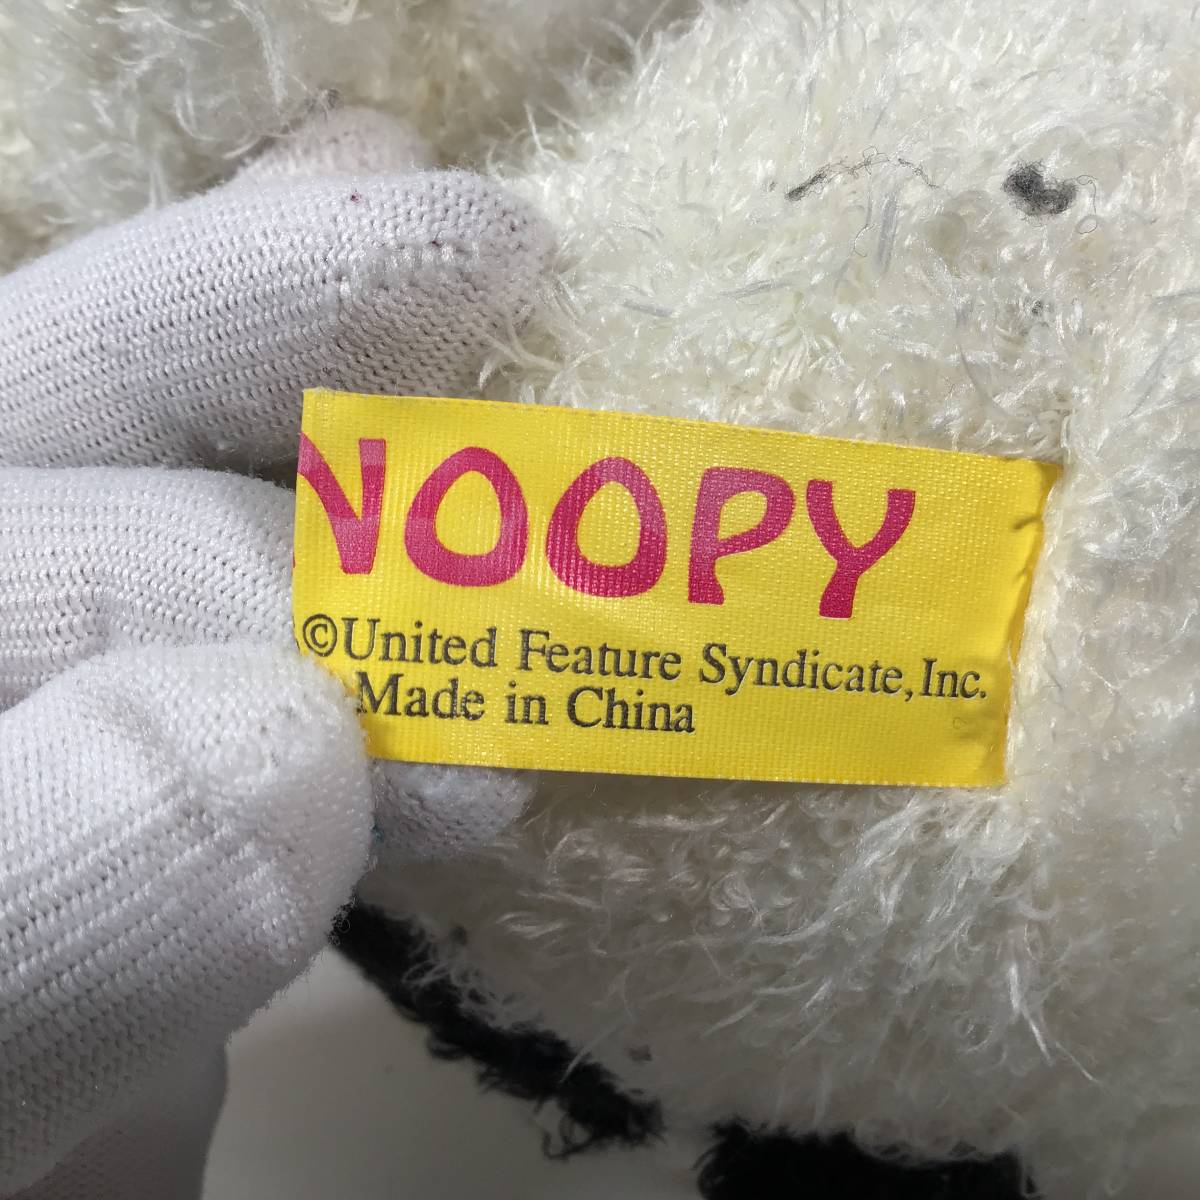 NOOPY
©United Feature Syndicate, Inc.
Made in China